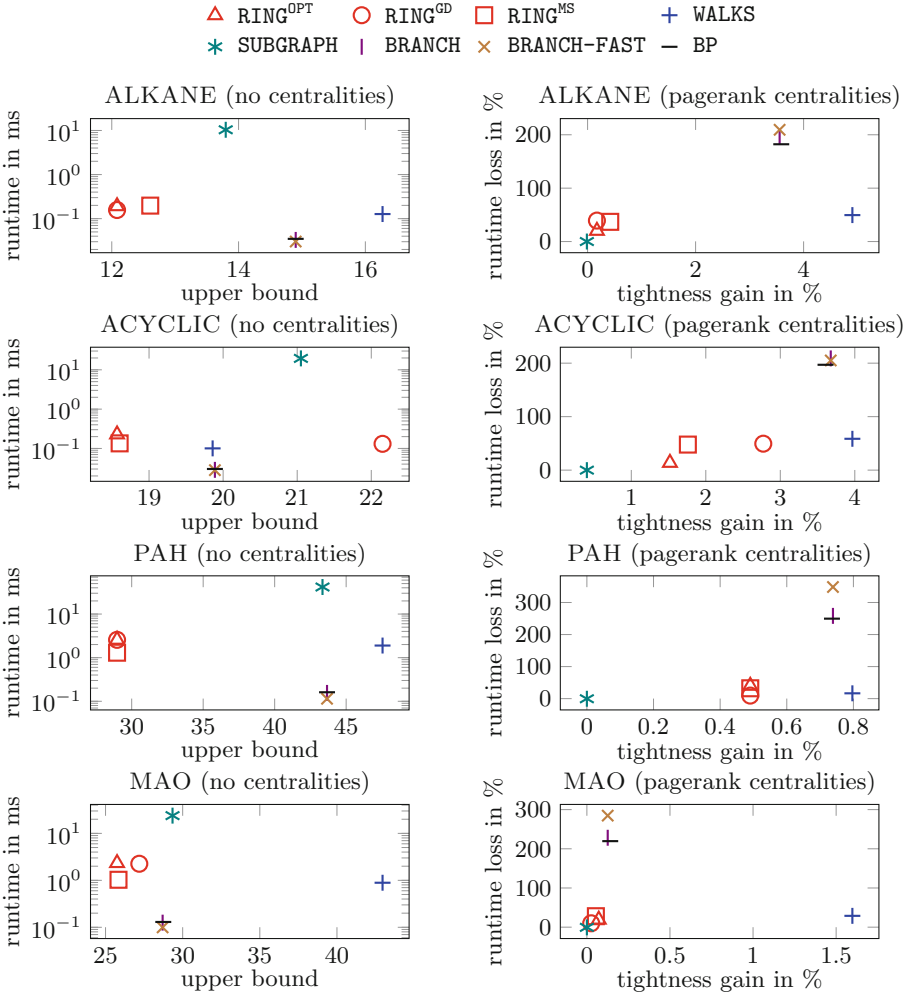 RING^OPT RING^GD RING^MS WALKS
SUBGRAPH BRANCH BRANCH-FAST BP
ALKANE (no centralities)
runtime in ms
10^1
10^0
10^−1
12 14 16
upper bound
ALKANE (pagerank centralities)
runtime loss in %
200
100
0
0 2 4
tightness gain in %
ACYCLIC (no centralities)
runtime in ms
10^1
10^0
10^−1
19 20 21 22
upper bound
ACYCLIC (pagerank centralities)
runtime loss in %
200
100
0
1 2 3 4
tightness gain in %
PAH (no centralities)
runtime in ms
10^1
10^0
10^−1
30 35 40 45
upper bound
PAH (pagerank centralities)
runtime loss in %
300
200
100
0
0 0.2 0.4 0.6 0.8
tightness gain in %
MAO (no centralities)
runtime in ms
10^1
10^0
10^−1
25 30 35 40
upper bound
MAO (pagerank centralities)
runtime loss in %
300
200
100
0
0 0.5 1 1.5
tightness gain in %